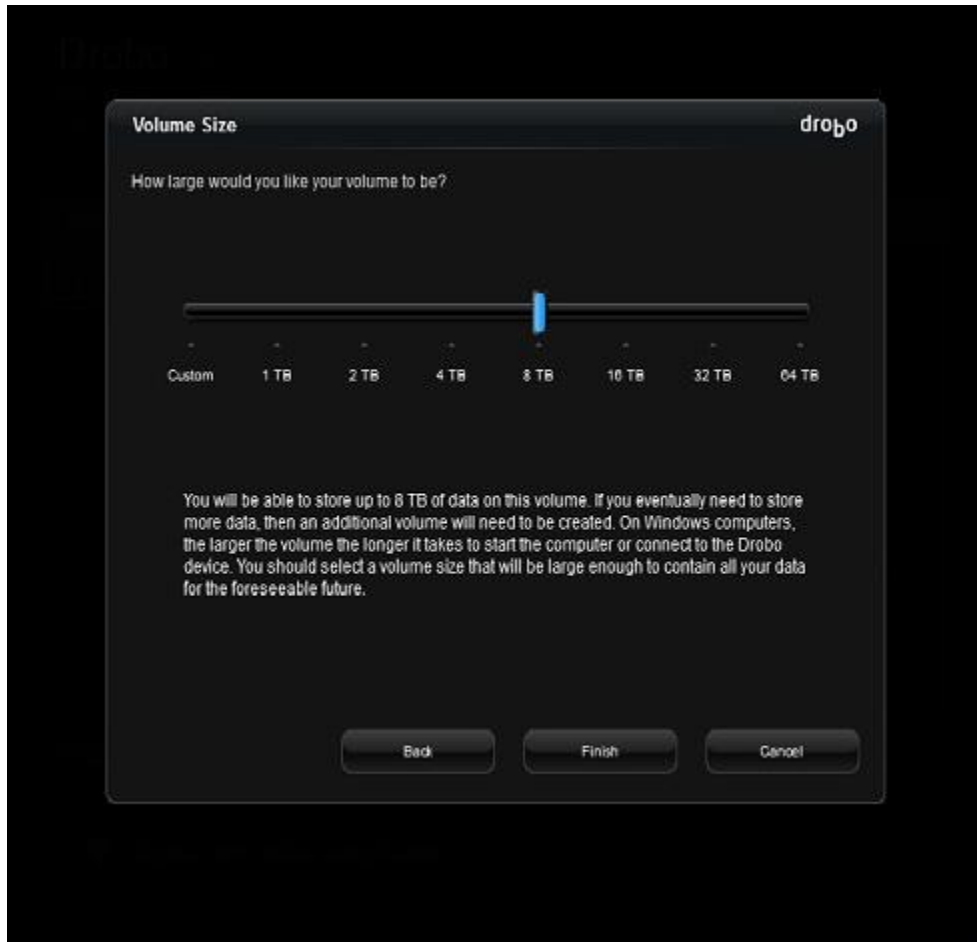 Volume Size
drobo
How large would you like your volume to be?
Custom 1 TB 2 TB 4 TB 8 TB 16 TB 32 TB 64 TB
You will be able to store up to 8 TB of data on this volume. If you eventually need to store
more data, then an additional volume will need to be created. On Windows computers,
the larger the volume the longer it takes to start the computer or connect to the Drobo
device. You should select a volume size that will be large enough to contain all your data
for the foreseeable future.
Back Finish Cancel